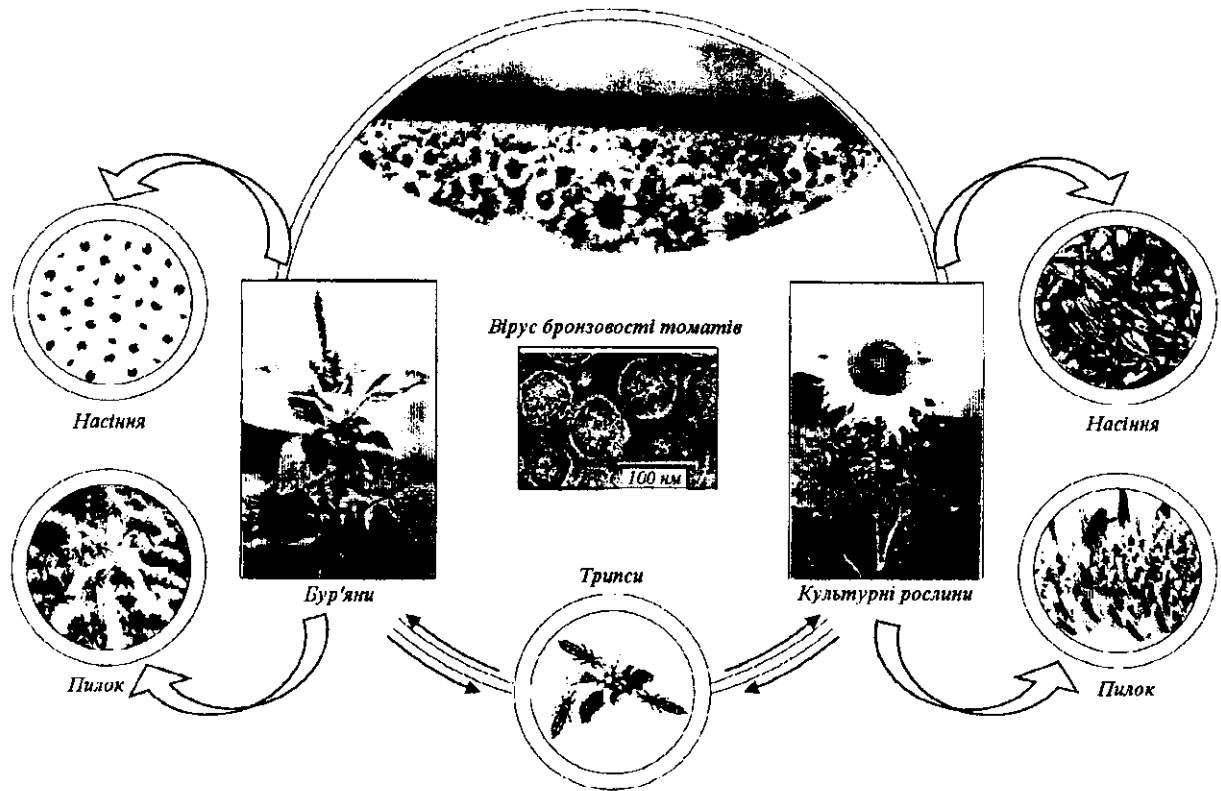 Вірус бронзовості томатів
100 нм
Насіння
Насіння
Трипси
Бур'яни
Культурні рослини
Пилок
Пилок